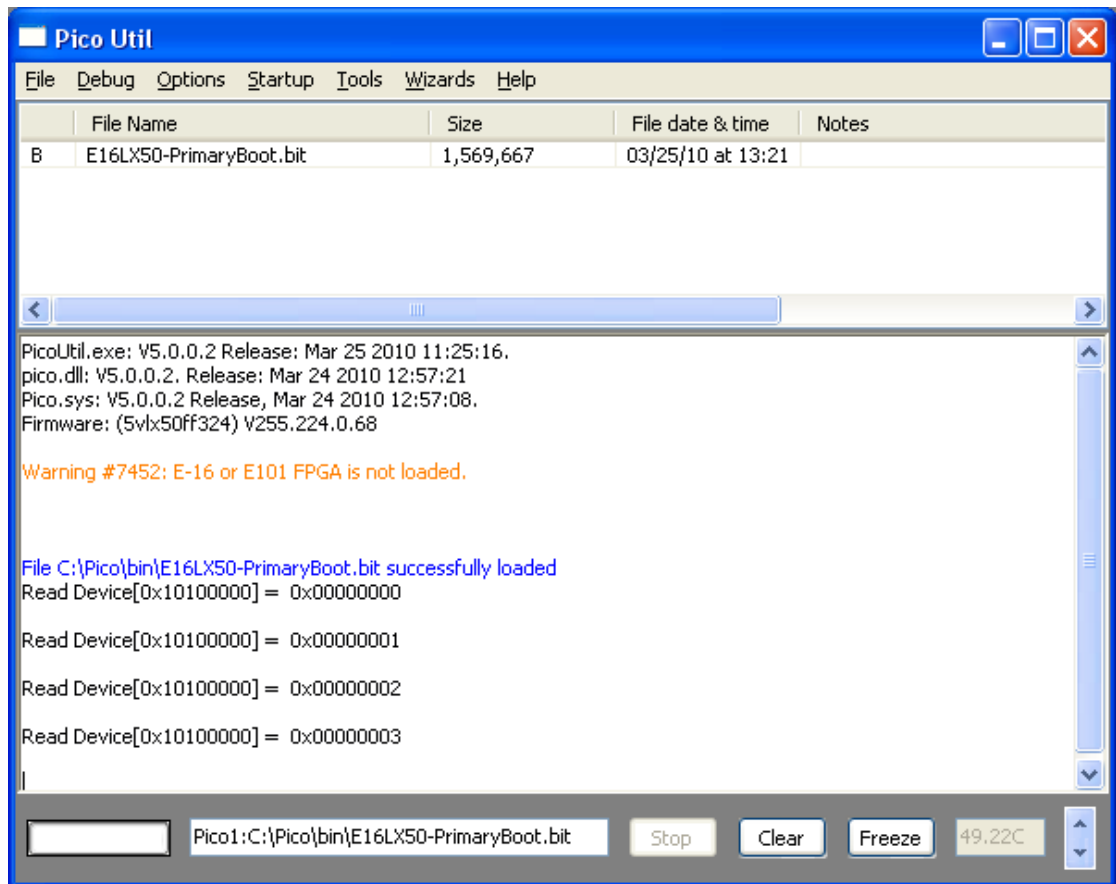 Pico Util
File Debug Options Startup Tools Wizards Help
File Name Size File date & time Notes
B E16LX50-PrimaryBoot.bit 1,569,667 03/25/10 at 13:21
PicoUtil.exe: V5.0.0.2 Release: Mar 25 2010 11:25:16.
pico.dll: V5.0.0.2. Release: Mar 24 2010 12:57:21
Pico.sys: V5.0.0.2 Release, Mar 24 2010 12:57:08.
Firmware: (5vlx50ff324) V255.224.0.68
Warning #7452: E-16 or E101 FPGA is not loaded.
File C:\Pico\bin\E16LX50-PrimaryBoot.bit successfully loaded
Read Device[0x10100000] = 0x00000000
Read Device[0x10100000] = 0x00000001
Read Device[0x10100000] = 0x00000002
Read Device[0x10100000] = 0x00000003
Pico1:C:\Pico\bin\E16LX50-PrimaryBoot.bit Stop Clear Freeze 49.22C